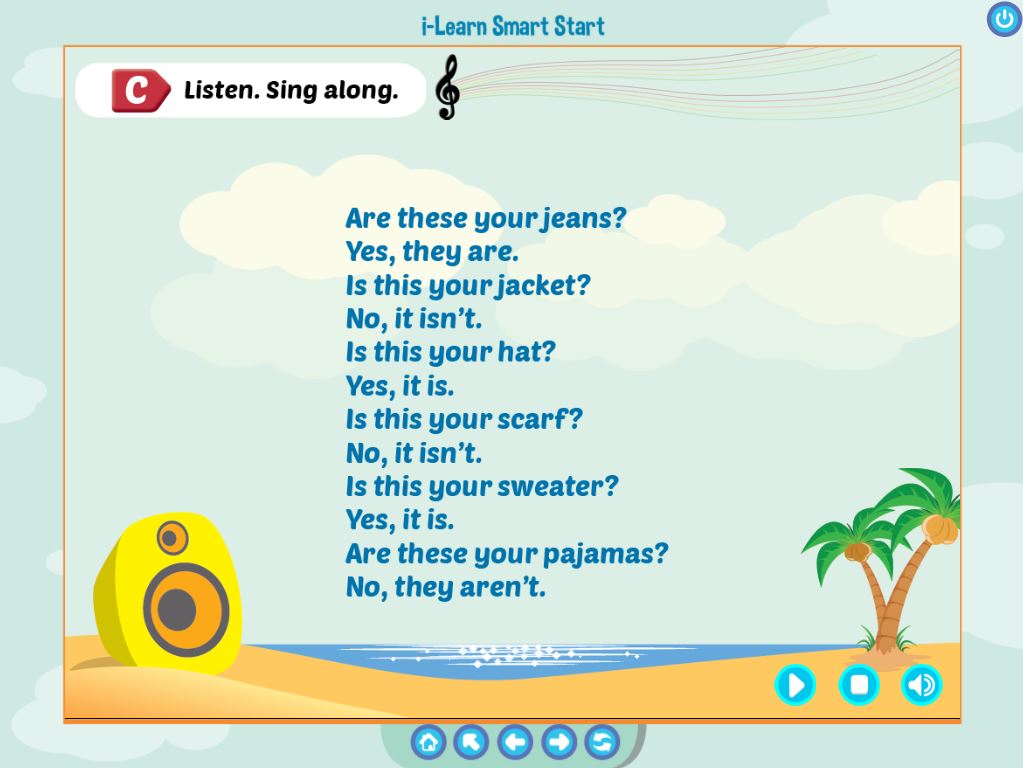 i-Learn Smart Start
C Listen. Sing along.
Are these your jeans?
Yes, they are.
Is this your jacket?
No, it isn't.
Is this your hat?
Yes, it is.
Is this your scarf?
No, it isn't.
Is this your sweater?
Yes, it is.
Are these your pajamas?
No, they aren't.